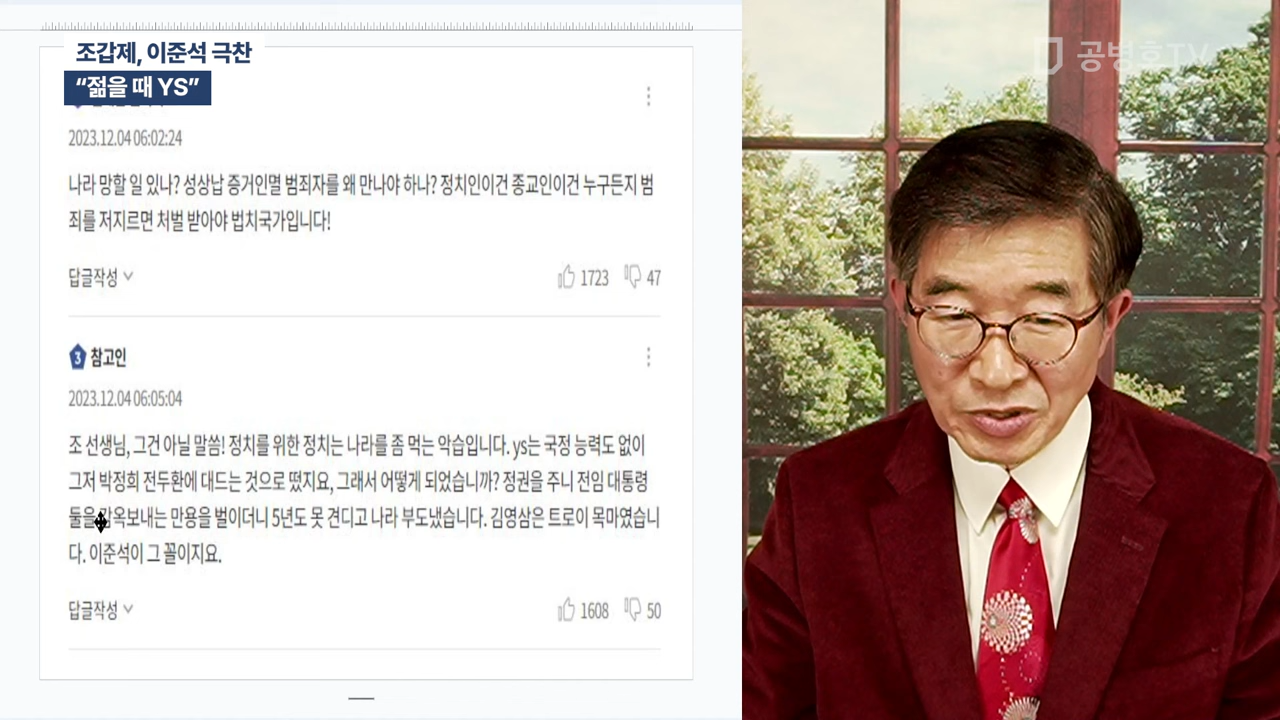 조갑제, 이준석 극찬
“젊을 때 YS”
공병호TV
2023.12.04 06:02:24
나라 망할 일 있나? 성상납 증거인멸 범죄자를 왜 만나야 하나? 정치인이건 종교인이건 누구든지 범
죄를 저지르면 처벌 받아야 법치국가입니다!
답글작성
1723
47
3 참고인
2023.12.04 06:05:04
조 선생님, 그건 아닐 말씀! 정치를 위한 정치는 나라를 좀 먹는 악습입니다. ys는 국정 능력도 없이
그저 박정희 전두환에 대드는 것으로 떴지요, 그래서 어떻게 되었습니까? 정권을 주니 전임 대통령
둘을 감옥보내는 만용을 벌이더니 5년도 못 견디고 나라 부도냈습니다. 김영삼은 트로이 목마였습니
다. 이준석이 그 꼴이지요.
답글작성
1608
50